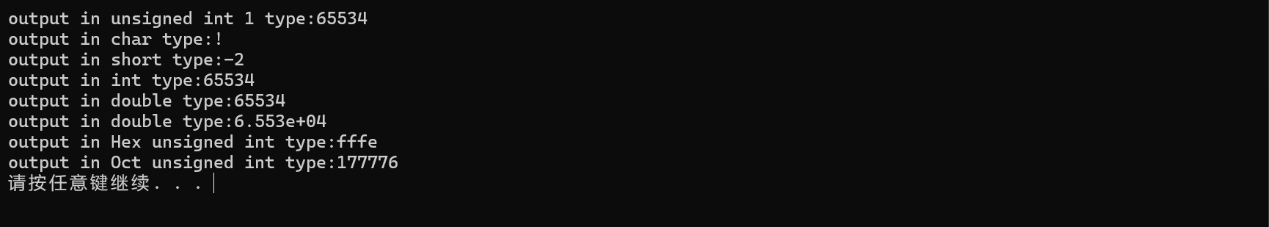 output in unsigned int 1 type:65534
output in char type:!
output in short type:-2
output in int type:65534
output in double type:65534
output in double type:6.553e+04
output in Hex unsigned int type:fffe
output in Oct unsigned int type:177776
请按任意键继续. . .